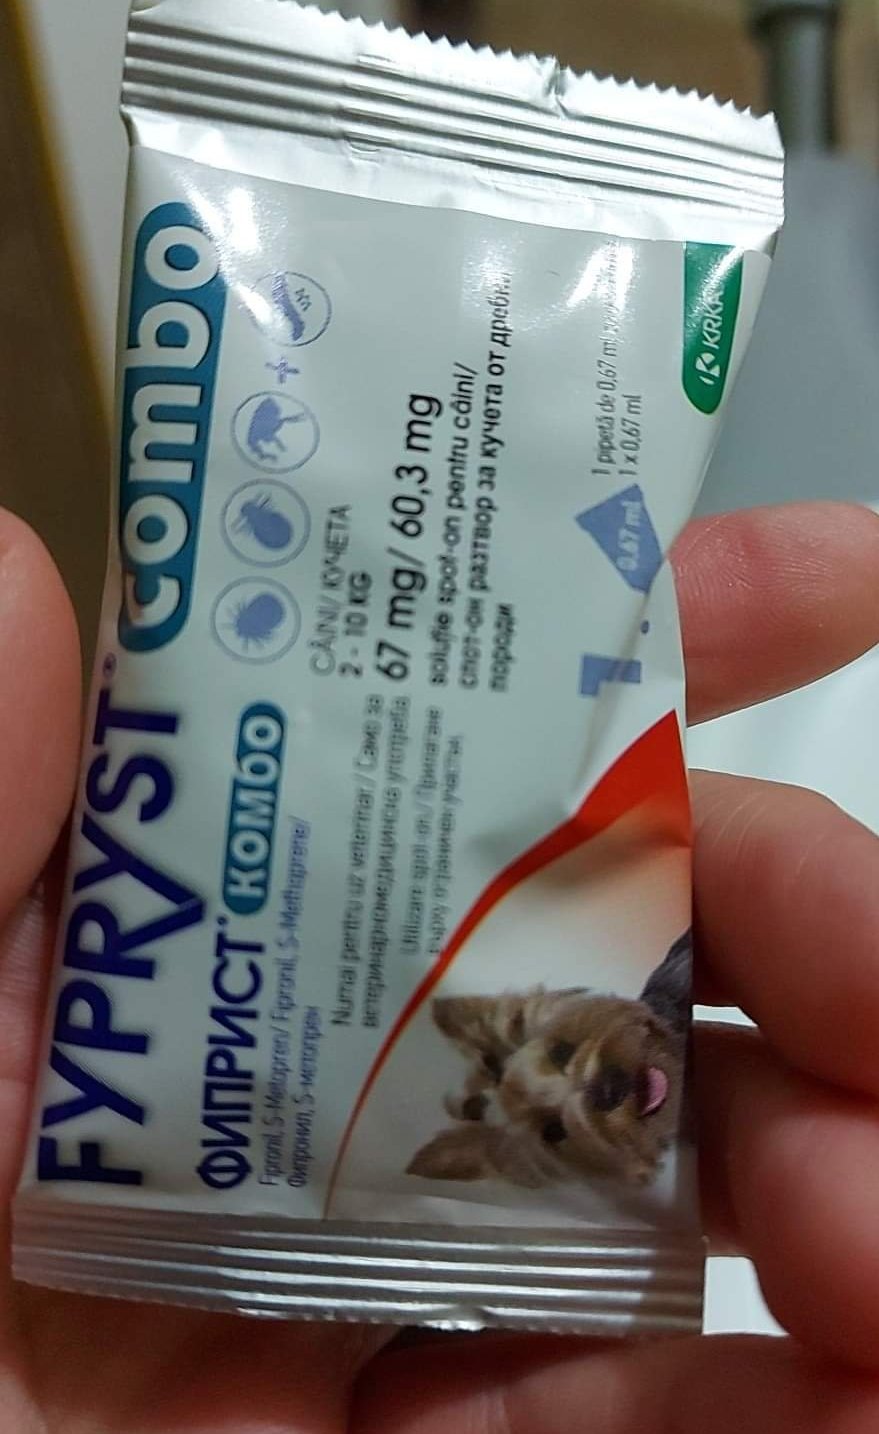 FYPRYST® combo
ФИПРИСТ® КОМБО
Fipronil, S-Metopren/ Fipronil, S-Methoprene/
Фипронил, S-метопрен
CÂINI/ КУЧЕТА
2 - 10 KG
67 mg/ 60,3 mg
soluţie spot-on pentru câini/
спот-он разтвор за кучета от дребни
породи
Numai pentru uz veterinar / Само за
ветеринарномедицинска употреба
Utilizare spot-on/ Прилагане
върху ограничен участък
1
0.67 ml
1 pipetă de 0,67 ml
1 x 0,67 ml
KRKA